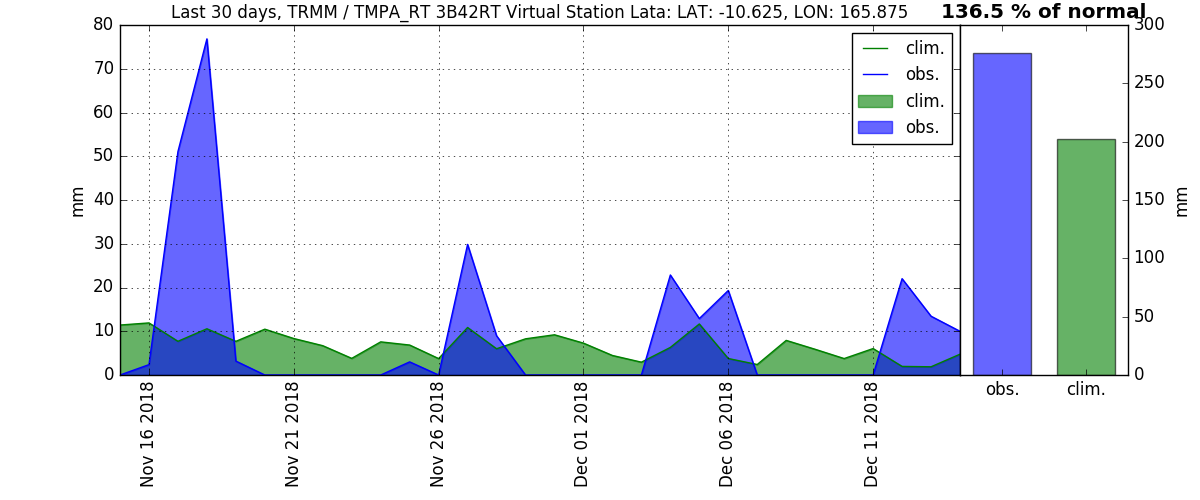 Last 30 days, TRMM / TMPA_RT 3B42RT Virtual Station Lata: LAT: -10.625, LON: 165.875
136.5 % of normal
80
70
60
50
40
30
20
10
0
mm
clim.
obs.
clim.
obs.
300
250
200
150
100
50
0
mm
obs.
clim.
Nov 16 2018
Nov 21 2018
Nov 26 2018
Dec 01 2018
Dec 06 2018
Dec 11 2018